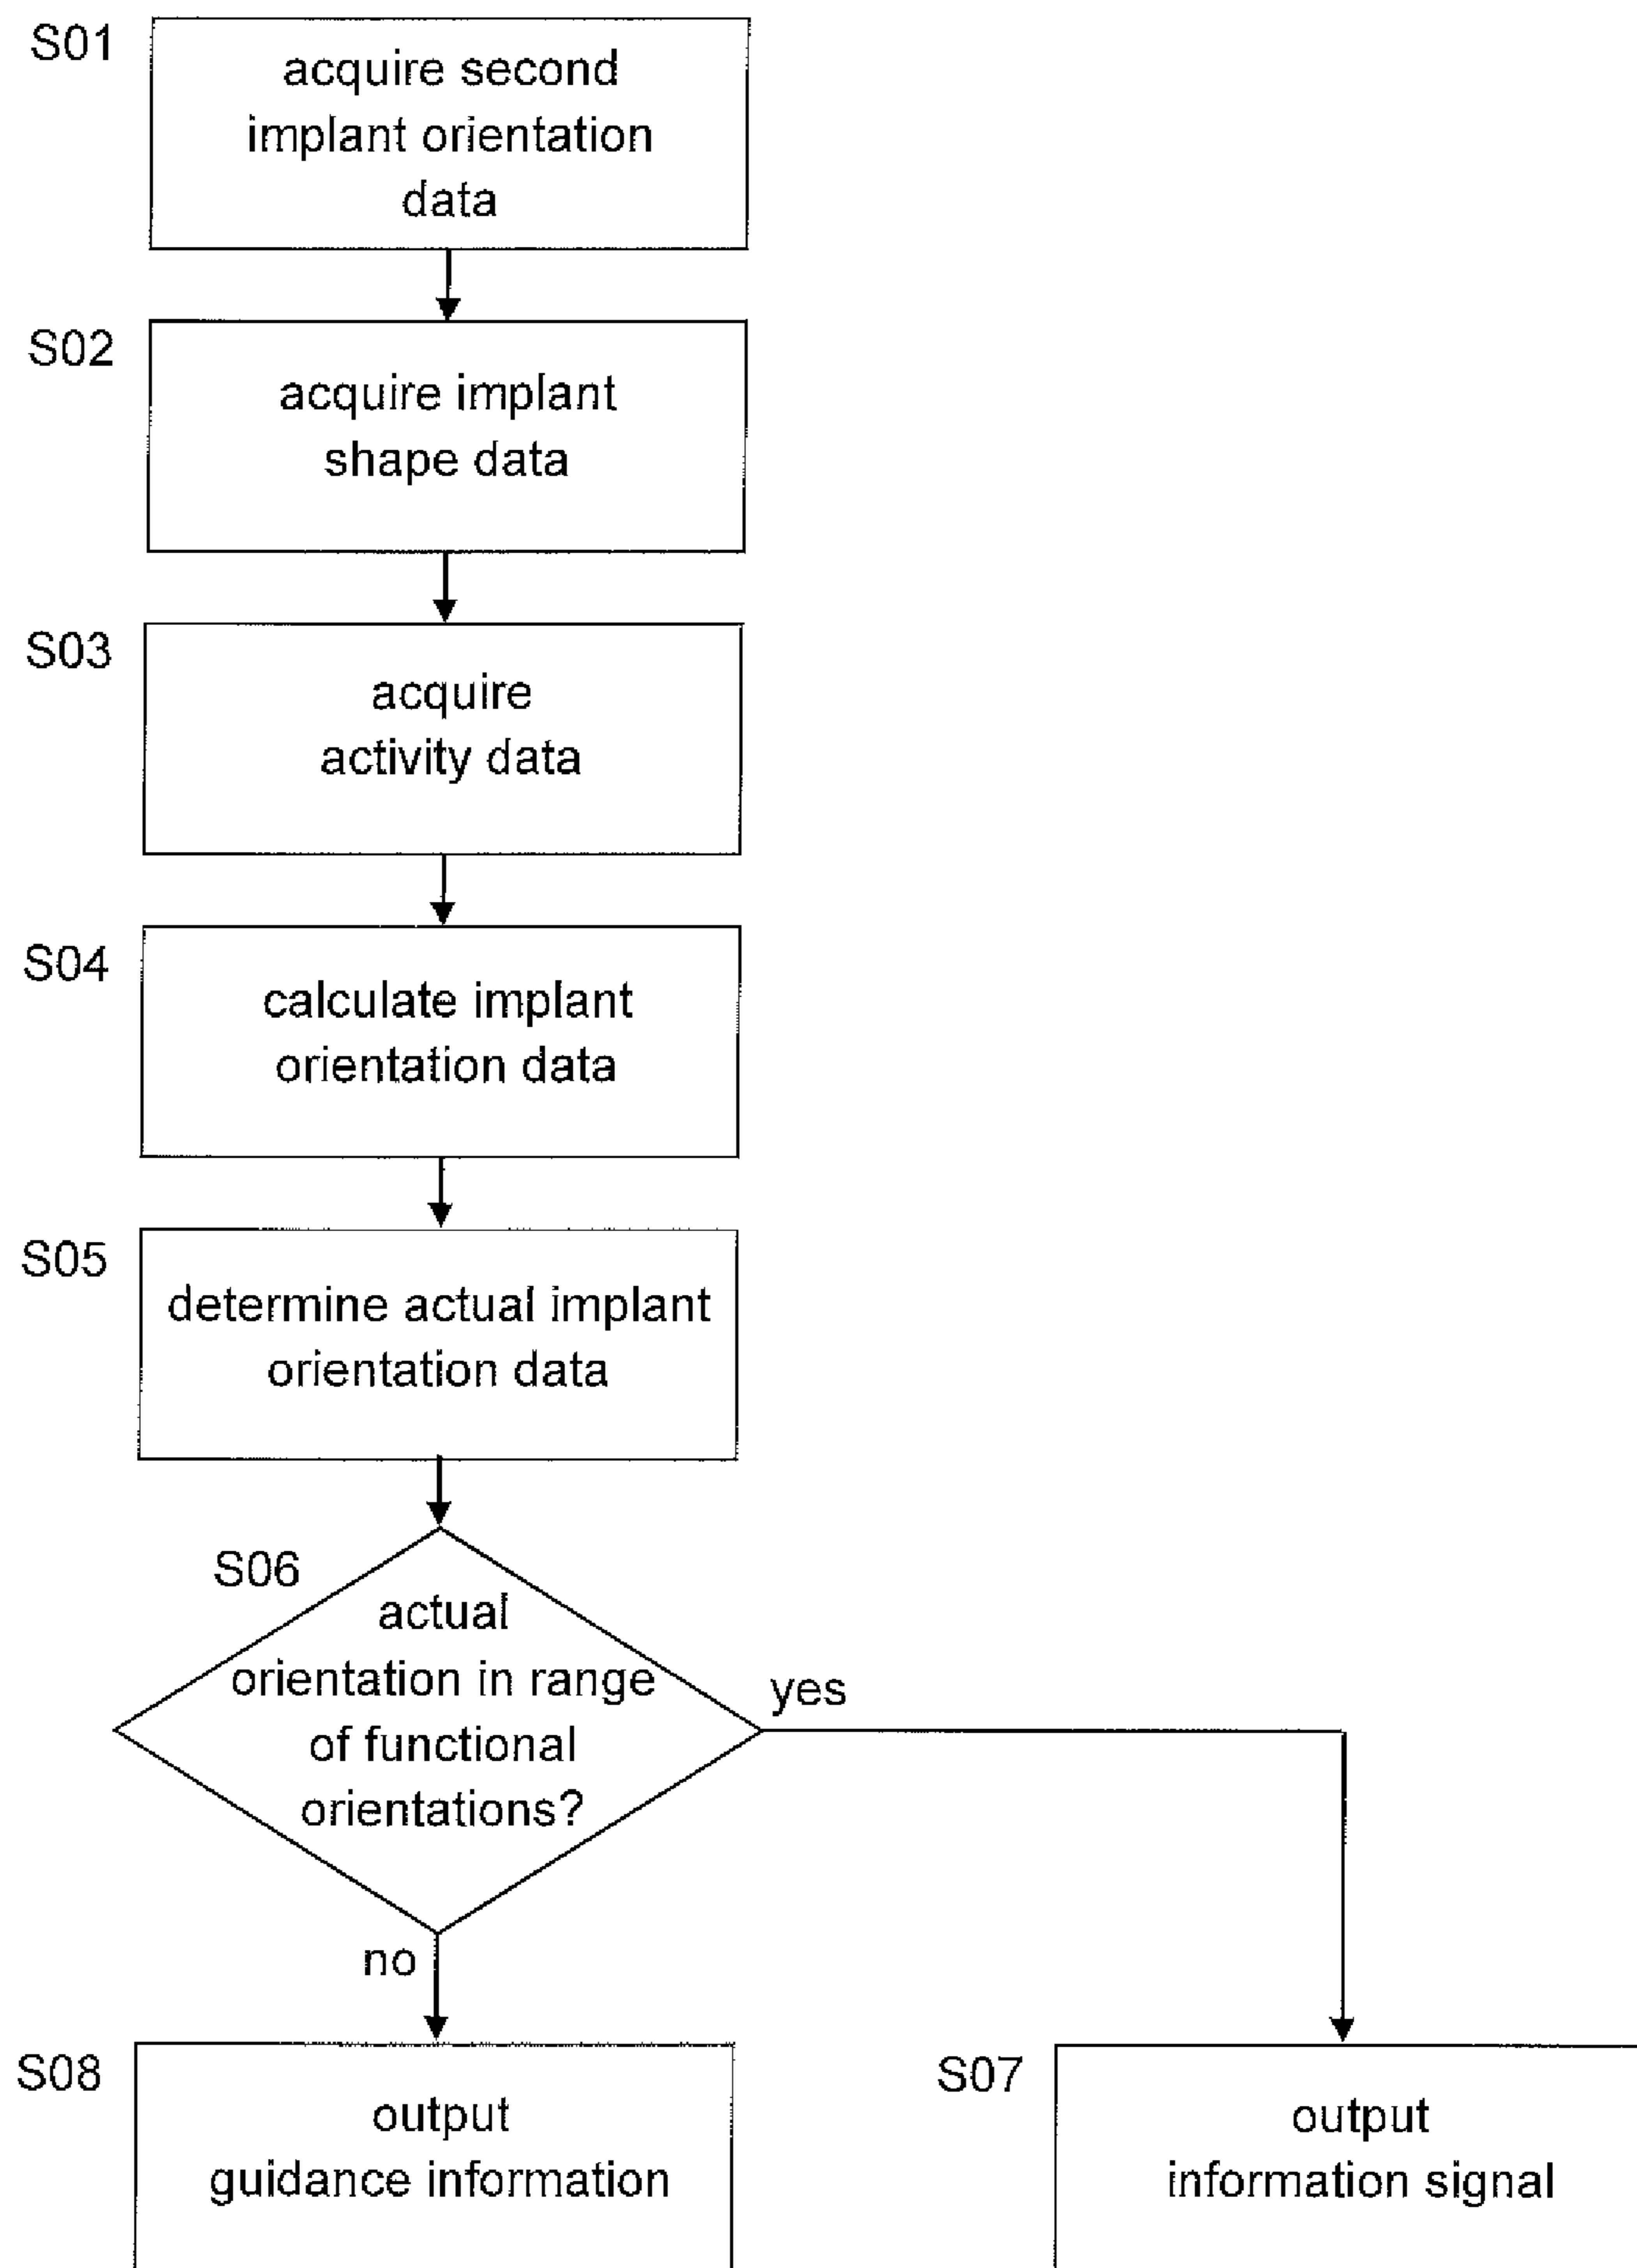 S01
acquire second
implant orientation
data
S02
acquire implant
shape data
S03
acquire
activity data
S04
calculate implant
orientation data
S05
determine actual implant
orientation data
S06
actual
orientation in range
of functional
orientations?
yes
no
S08
output
guidance information
S07
output
information signal